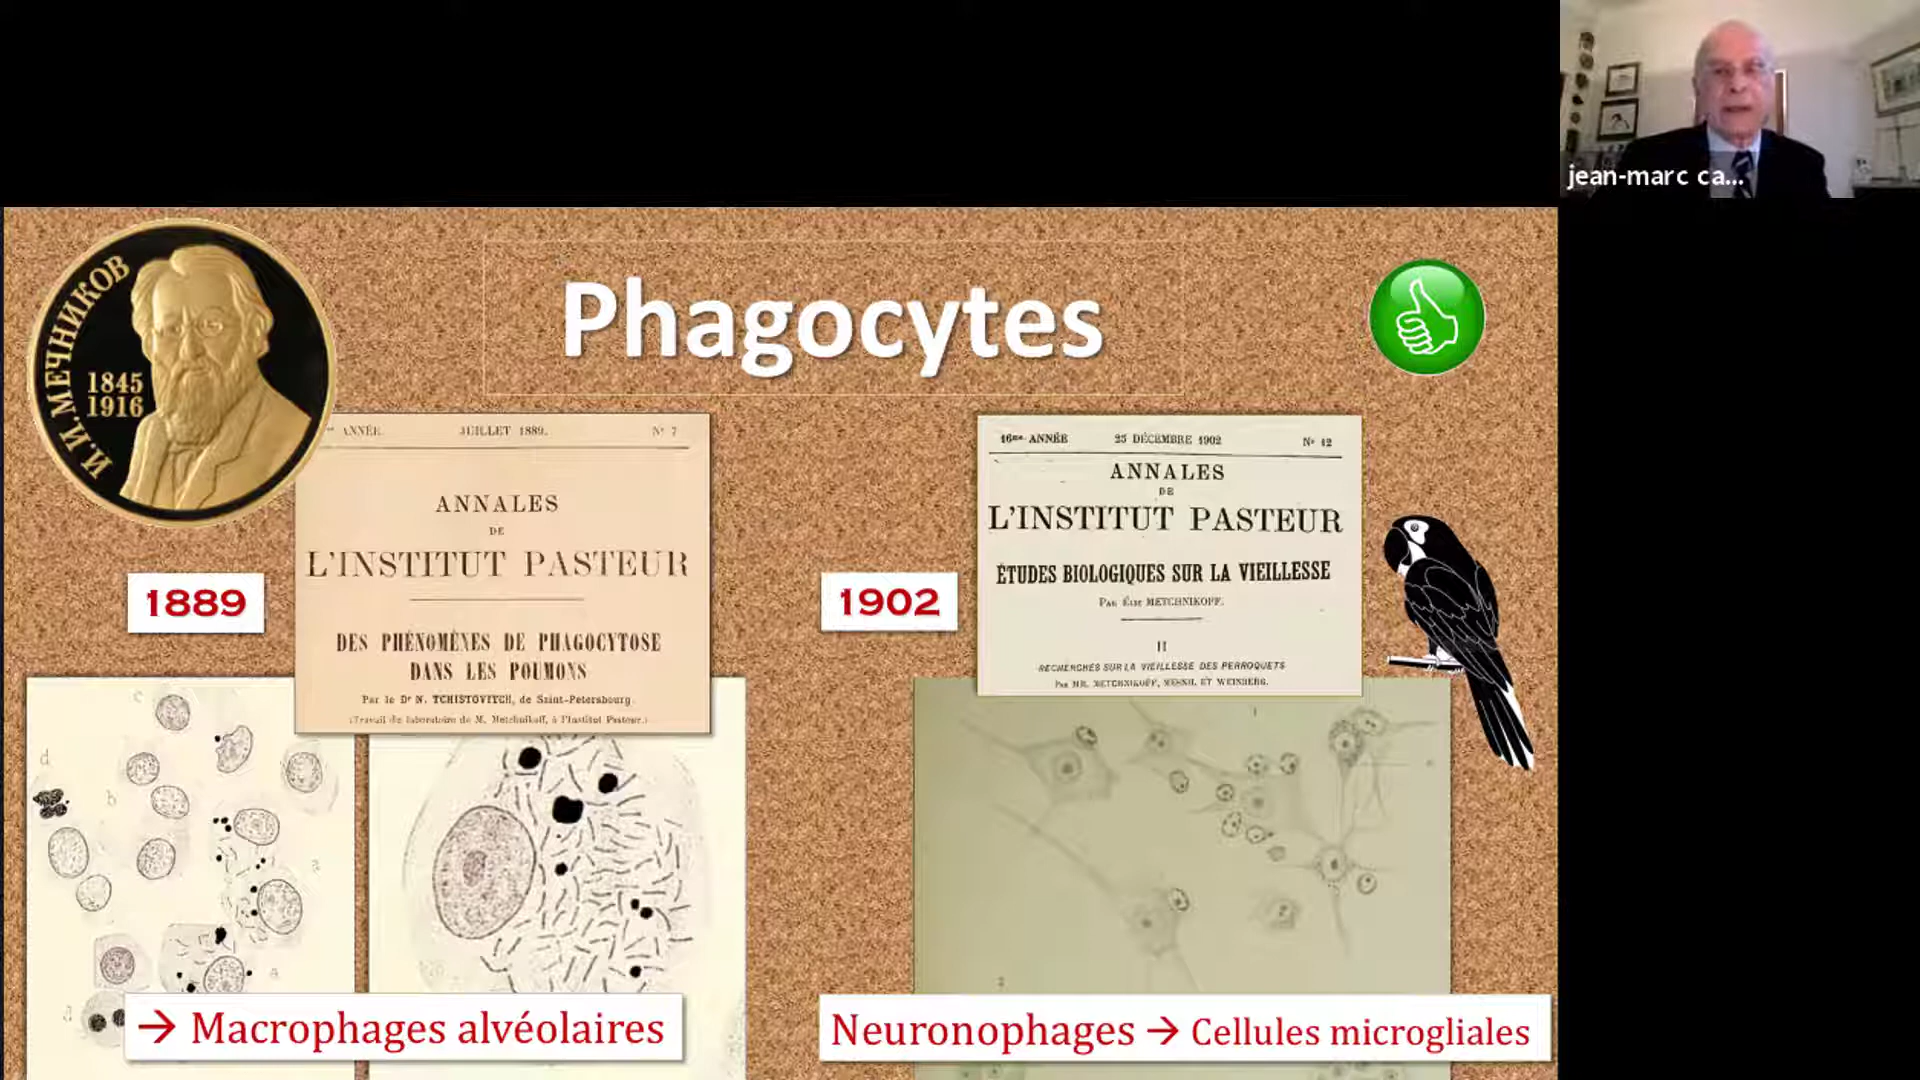 jean-marc ca...
Phagocytes
И.И. МЕЧНИКОВ
1845
1916
ANNÉE
JUILLET 1889.
N° 7
ANNALES
DE
L'INSTITUT PASTEUR
DES PHÉNOMÈNES DE PHAGOCYTOSE
DANS LES POUMONS
Par le Dr N. TCHISTOVITCH, de Saint-Petersbourg.
(Travail du laboratoire de M. Metchnikoff, à l'Institut Pasteur.)
1889
16me ANNÉE
25 DÉCEMBRE 1902
N° 12
ANNALES
DE
L'INSTITUT PASTEUR
ÉTUDES BIOLOGIQUES SUR LA VIEILLESSE
PAR ÉLIE METCHNIKOFF.
II
RECHERCHES SUR LA VIEILLESSE DES PERROQUETS
PAR MM. METCHNIKOFF, MESNIL ET WEINBERG.
1902
c
d
b
a
a
d
→ Macrophages alvéolaires
Neuronophages → Cellules microgliales